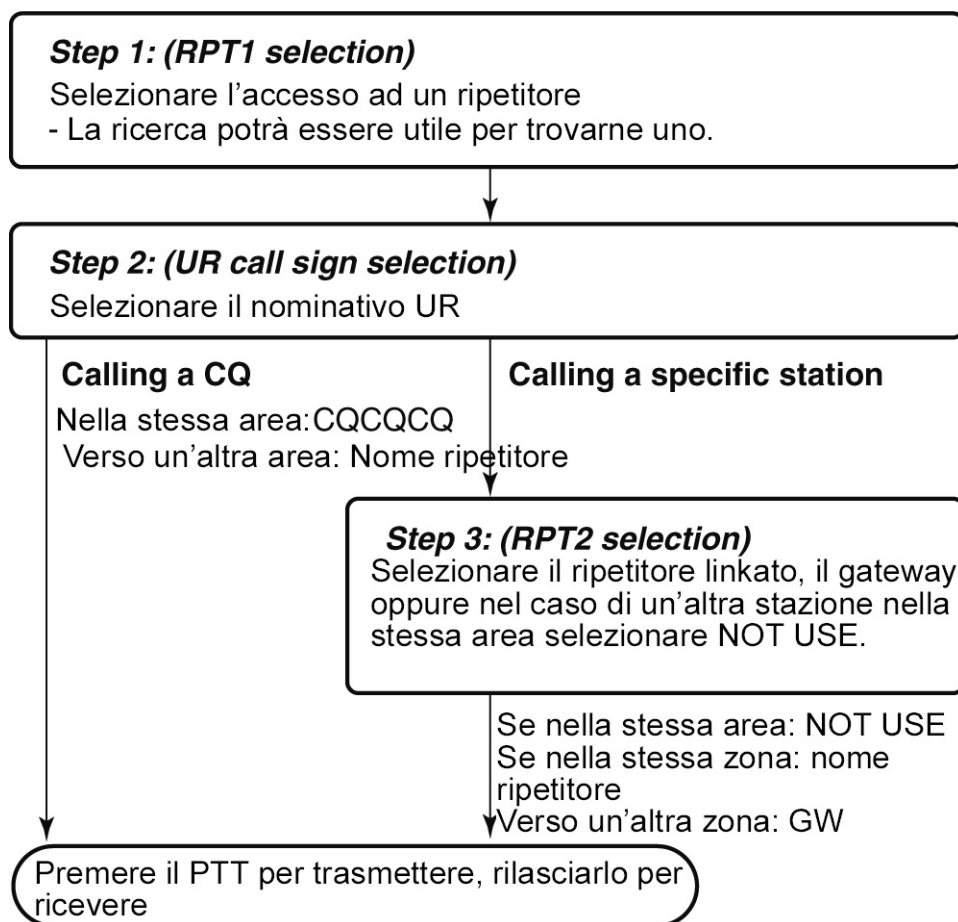 Step 1: (RPT1 selection)
Selezionare l'accesso ad un ripetitore
- La ricerca potrà essere utile per trovarne uno.
Step 2: (UR call sign selection)
Selezionare il nominativo UR
Calling a CQ
Nella stessa area:CQCQCQ
Verso un'altra area: Nome ripetitore
Calling a specific station
Step 3: (RPT2 selection)
Selezionare il ripetitore linkato, il gateway
oppure nel caso di un'altra stazione nella
stessa area selezionare NOT USE.
Se nella stessa area: NOT USE
Se nella stessa zona: nome
ripetitore
Verso un'altra zona: GW
Premere il PTT per trasmettere, rilasciarlo per
ricevere